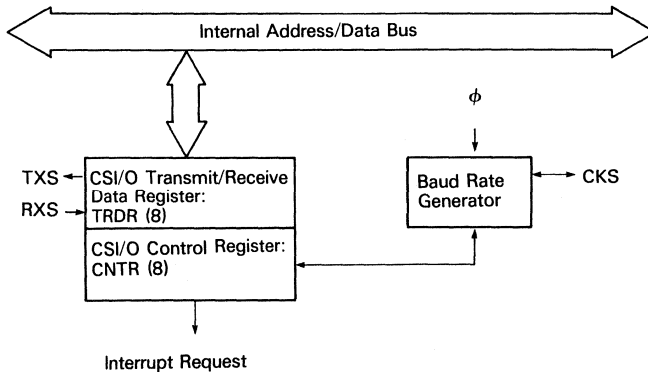 Internal Address/Data Bus
ϕ
TXS
CSI/O Transmit/Receive
Data Register:
TRDR (8)
RXS
Baud Rate
Generator
CKS
CSI/O Control Register:
CNTR (8)
Interrupt Request